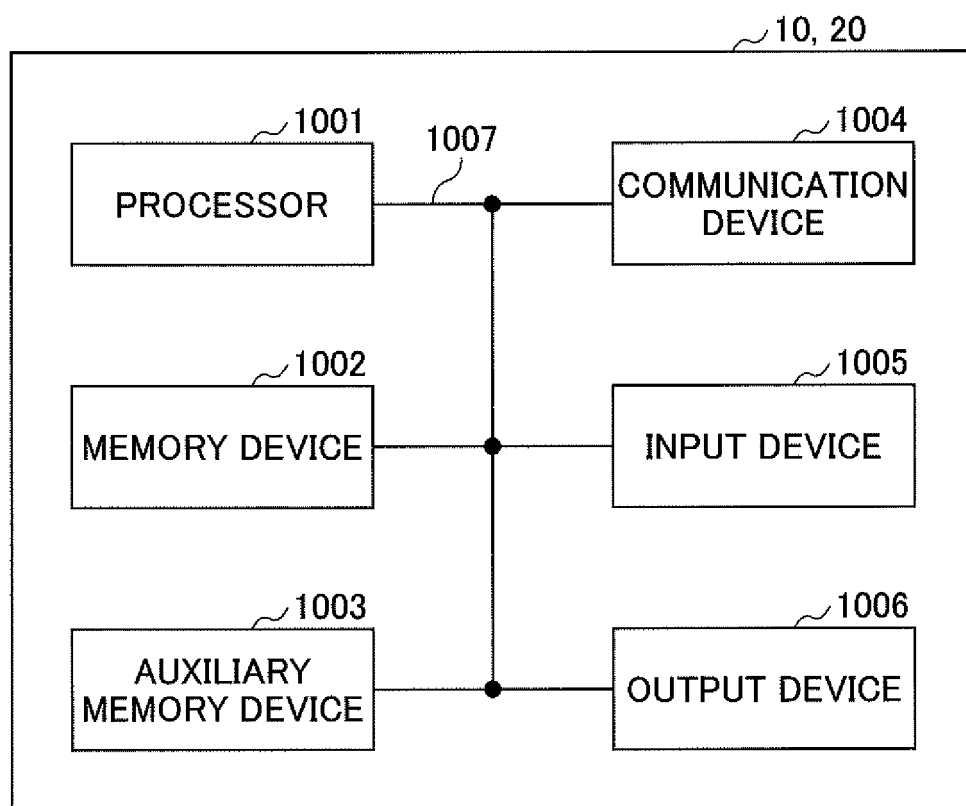 10, 20
1001
PROCESSOR
1007
1004
COMMUNICATION
DEVICE
1002
MEMORY DEVICE
1005
INPUT DEVICE
1003
AUXILIARY
MEMORY DEVICE
1006
OUTPUT DEVICE